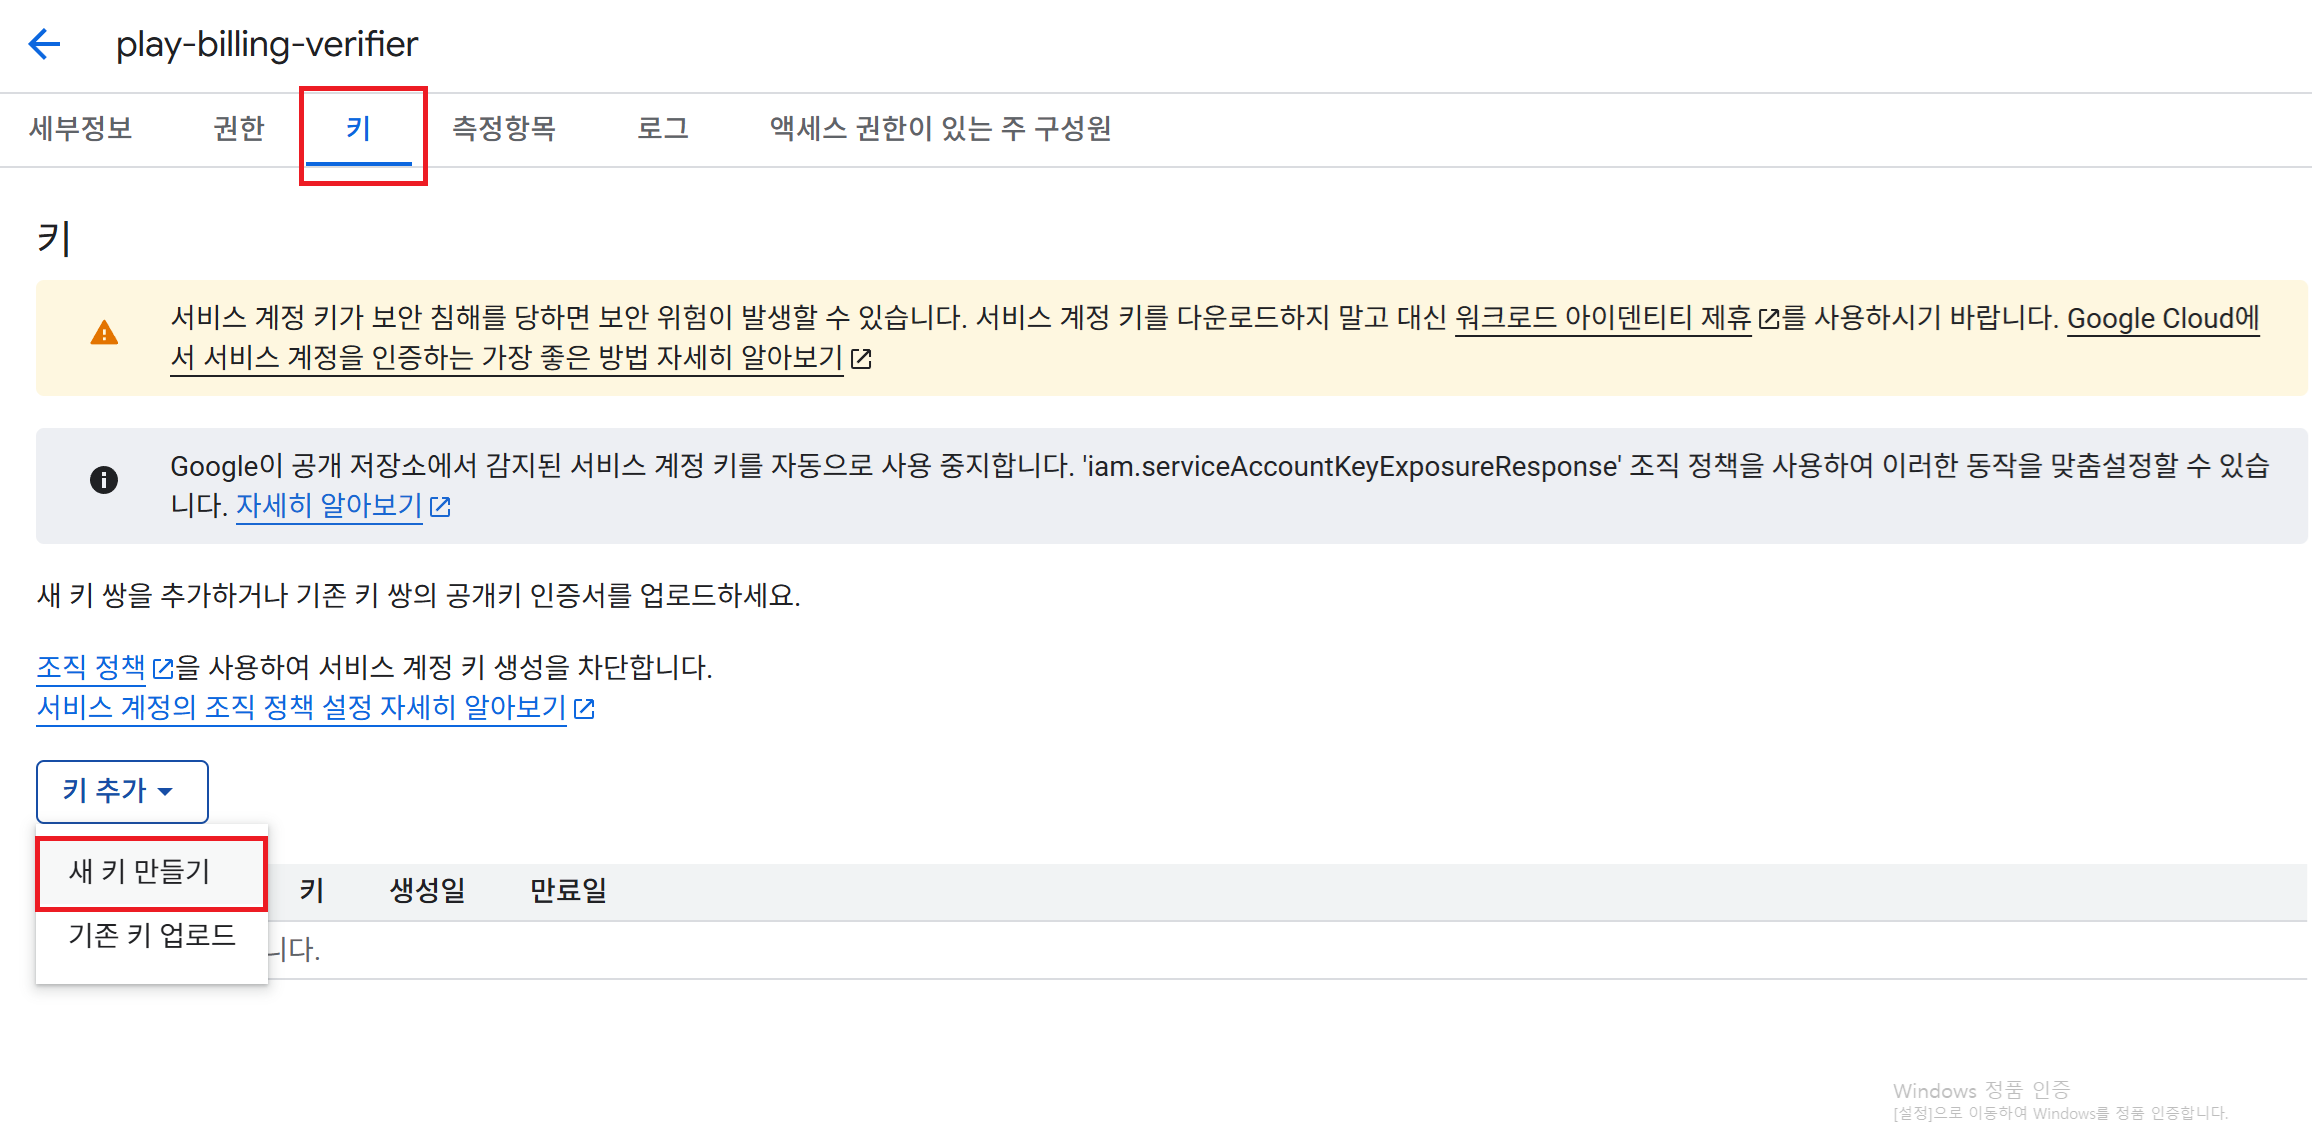 play-billing-verifier
세부정보 권한 키 측정항목 로그 액세스 권한이 있는 주 구성원
키
서비스 계정 키가 보안 침해를 당하면 보안 위험이 발생할 수 있습니다. 서비스 계정 키를 다운로드하지 말고 대신 워크로드 아이덴티티 제휴를 사용하시기 바랍니다. Google Cloud에
서 서비스 계정을 인증하는 가장 좋은 방법 자세히 알아보기
Google이 공개 저장소에서 감지된 서비스 계정 키를 자동으로 사용 중지합니다. 'iam.serviceAccountKeyExposureResponse' 조직 정책을 사용하여 이러한 동작을 맞춤설정할 수 있습
니다. 자세히 알아보기
새 키 쌍을 추가하거나 기존 키 쌍의 공개키 인증서를 업로드하세요.
조직 정책을 사용하여 서비스 계정 키 생성을 차단합니다.
서비스 계정의 조직 정책 설정 자세히 알아보기
키 추가
새 키 만들기
키 생성일 만료일
기존 키 업로드
니다.
Windows 정품 인증
[설정]으로 이동하여 Windows를 정품 인증합니다.